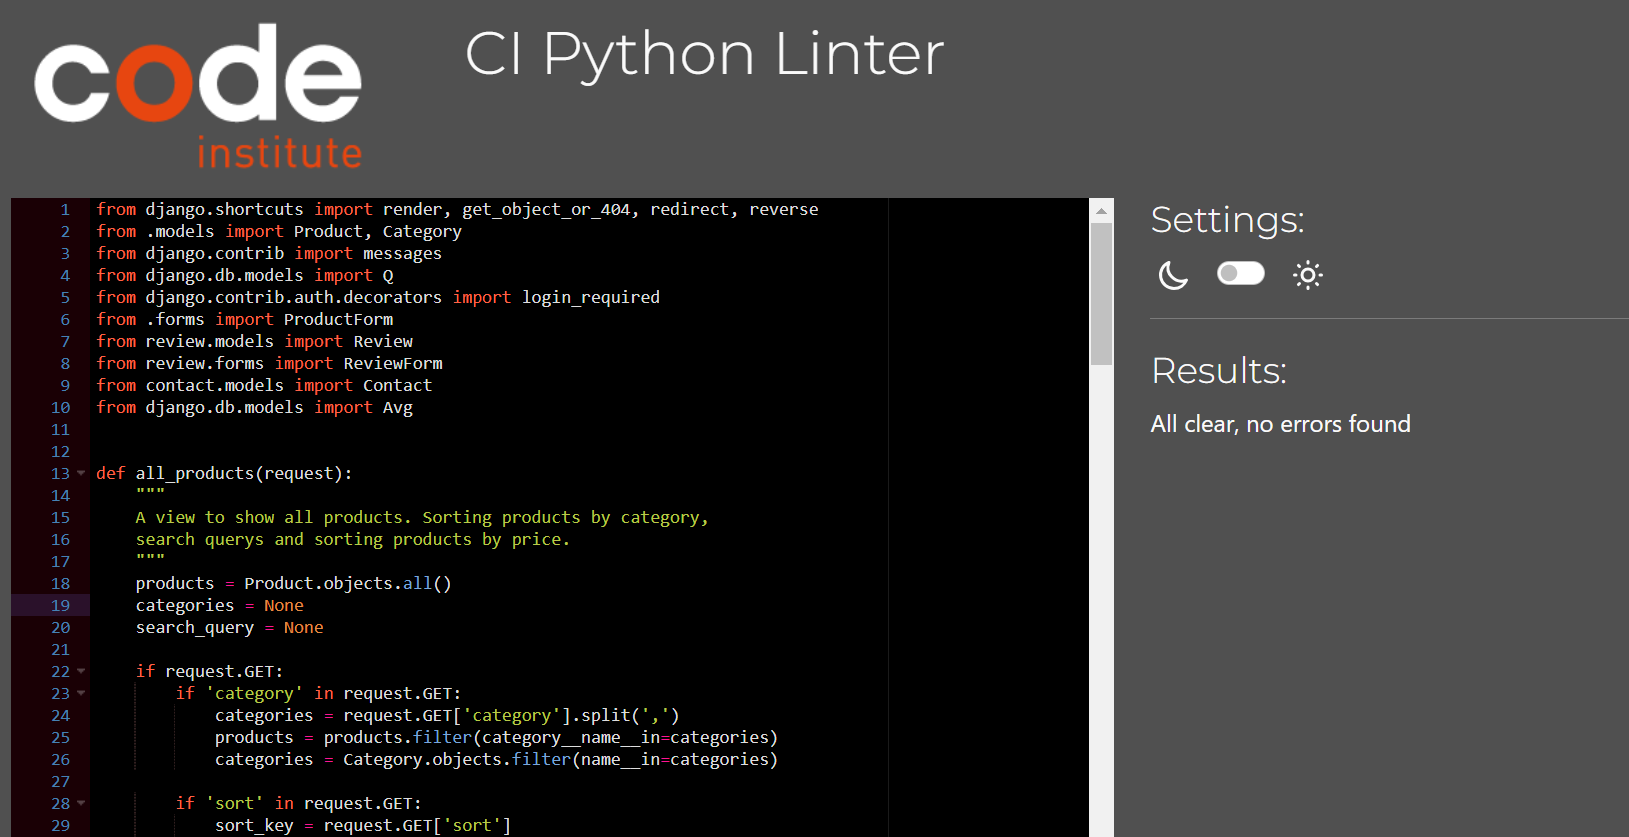 code
institute
CI Python Linter
1 from django.shortcuts import render, get_object_or_404, redirect, reverse
2 from .models import Product, Category
3 from django.contrib import messages
4 from django.db.models import Q
5 from django.contrib.auth.decorators import login_required
6 from .forms import ProductForm
7 from review.models import Review
8 from review.forms import ReviewForm
9 from contact.models import Contact
10 from django.db.models import Avg
11
12
13 def all_products(request):
14     """
15     A view to show all products. Sorting products by category,
16     search querys and sorting products by price.
17     """
18     products = Product.objects.all()
19     categories = None
20     search_query = None
21
22     if request.GET:
23         if 'category' in request.GET:
24             categories = request.GET['category'].split(',')
25             products = products.filter(category__name__in=categories)
26             categories = Category.objects.filter(name__in=categories)
27
28         if 'sort' in request.GET:
29             sort_key = request.GET['sort']
Settings:
Results:
All clear, no errors found